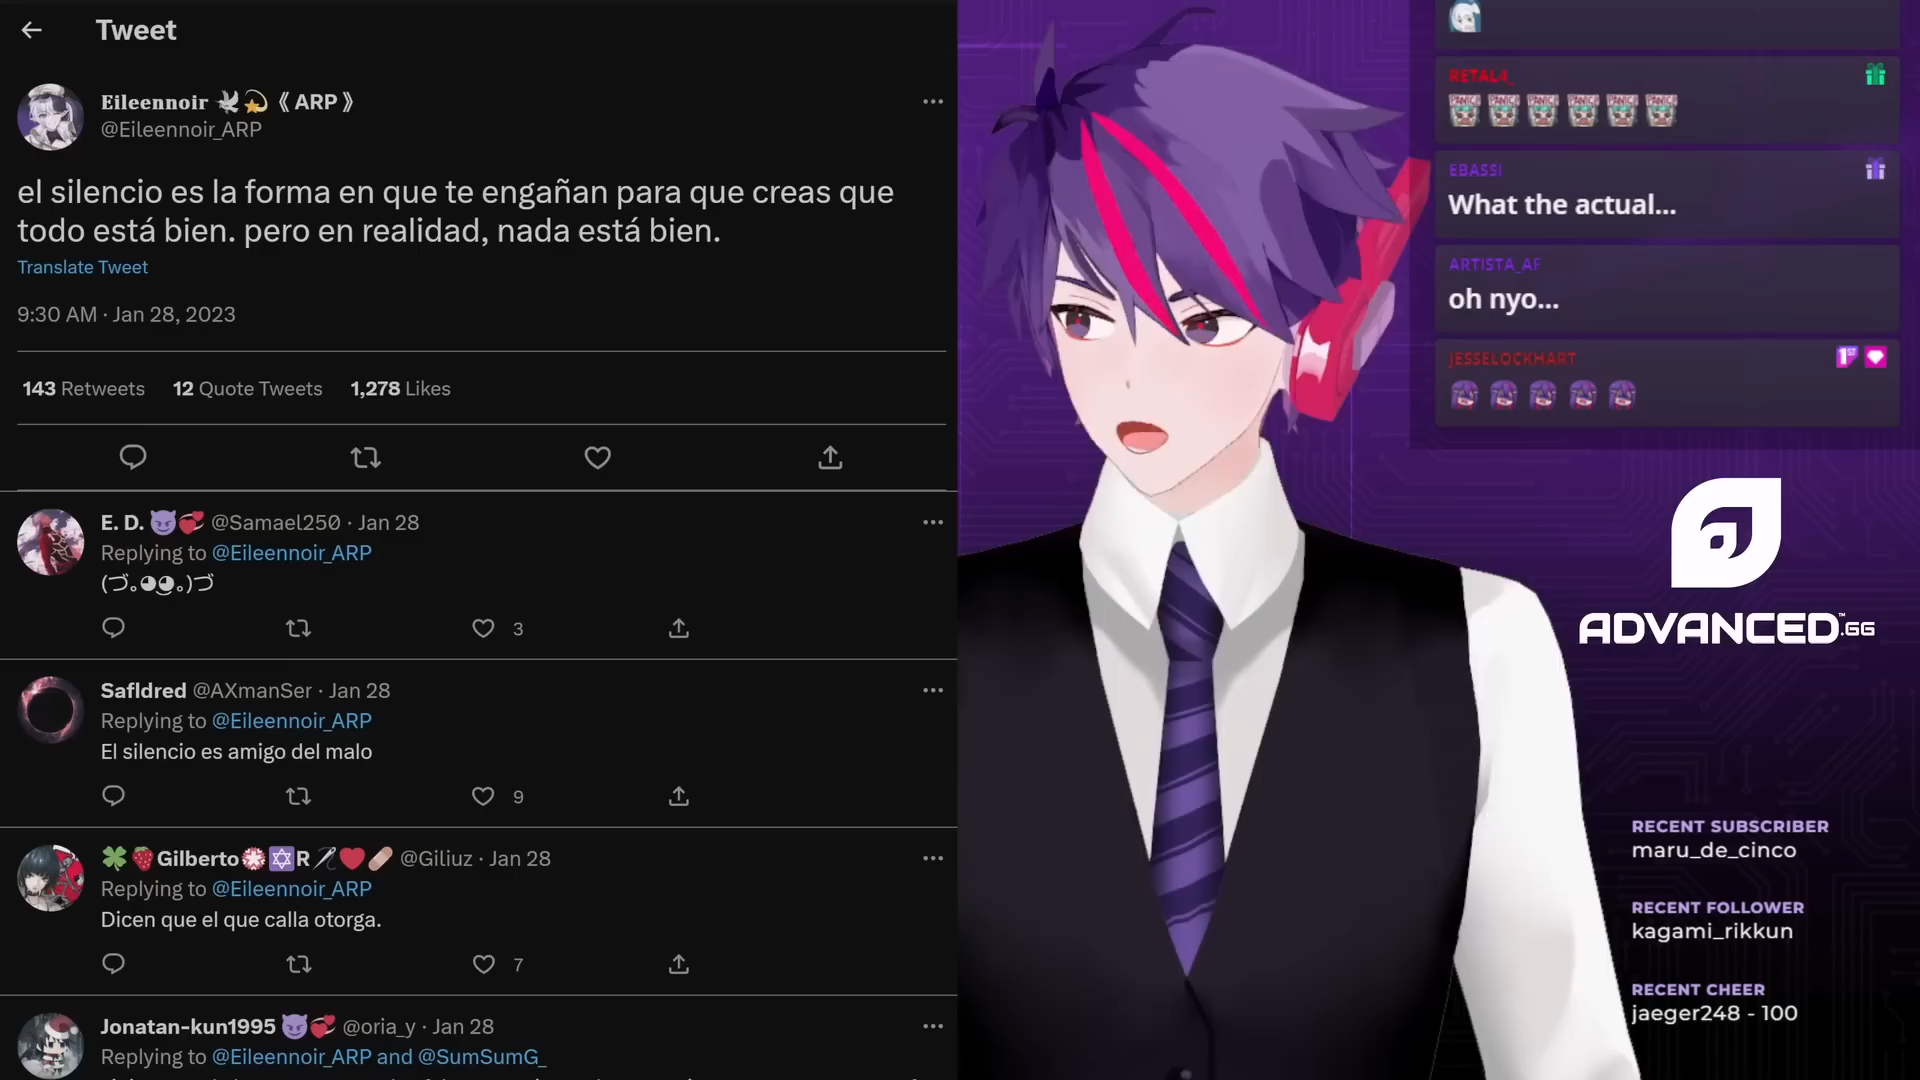 Tweet
Eileennoir 🕊💫《 ARP 》
@Eileennoir_ARP
el silencio es la forma en que te engañan para que creas que
todo está bien. pero en realidad, nada está bien.
Translate Tweet
9:30 AM · Jan 28, 2023
143 Retweets 12 Quote Tweets 1,278 Likes
E. D. 😈💞 @Samael250 · Jan 28
Replying to @Eileennoir_ARP
(づ｡◕‿◕｡)づ
3
Safldred @AXmanSer · Jan 28
Replying to @Eileennoir_ARP
El silencio es amigo del malo
9
🍀🍓Gilberto💮🔯R🪡❤️🩹 @Giliuz · Jan 28
Replying to @Eileennoir_ARP
Dicen que el que calla otorga.
7
Jonatan-kun1995 😈💞 @oria_y · Jan 28
Replying to @Eileennoir_ARP and @SumSumG_
RETAL4_
EBASSI
What the actual...
ARTISTA_AF
oh nyo...
JESSELOCKHART
ADVANCED.GG
RECENT SUBSCRIBER
maru_de_cinco
RECENT FOLLOWER
kagami_rikkun
RECENT CHEER
jaeger248 - 100